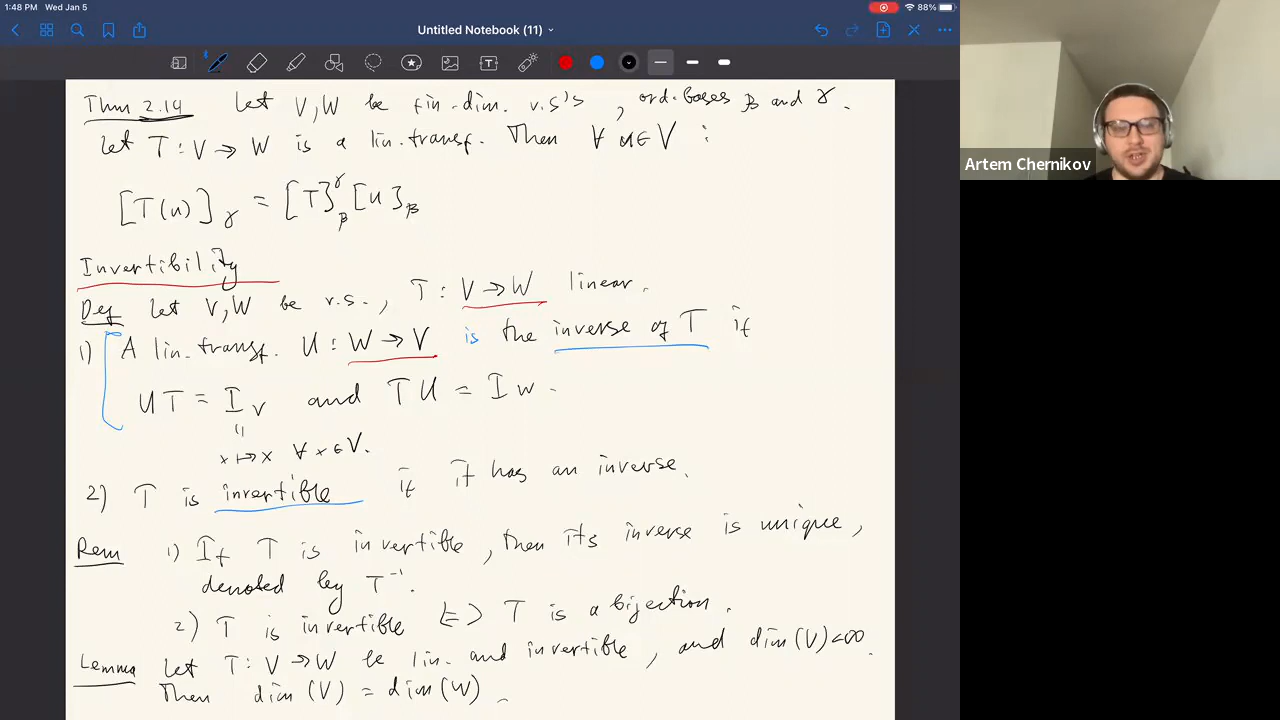 1:48 PM Wed Jan 5
88%
Untitled Notebook (11)
Artem Chernikov
Thm 2.14 Let V, W be fin-dim. v.s's, ord. bases β and γ.
Let T : V → W is a lin. transf. Then ∀ u ∈ V :
[T(u)]_γ = [T]_β^γ [u]_β
Invertibility
Def Let V, W be v.s., T : V → W linear.
1) A lin. transf. U : W → V is the inverse of T if
UT = I_V and TU = I_W.
"
x ↦ x ∀ x ∈ V.
2) T is invertible if it has an inverse.
Rem 1) If T is invertible, then its inverse is unique,
denoted by T⁻¹.
2) T is invertible ⟺ T is a bijection.
Lemma Let T : V → W be lin. and invertible, and dim(V) < ∞.
Then dim(V) = dim(W).